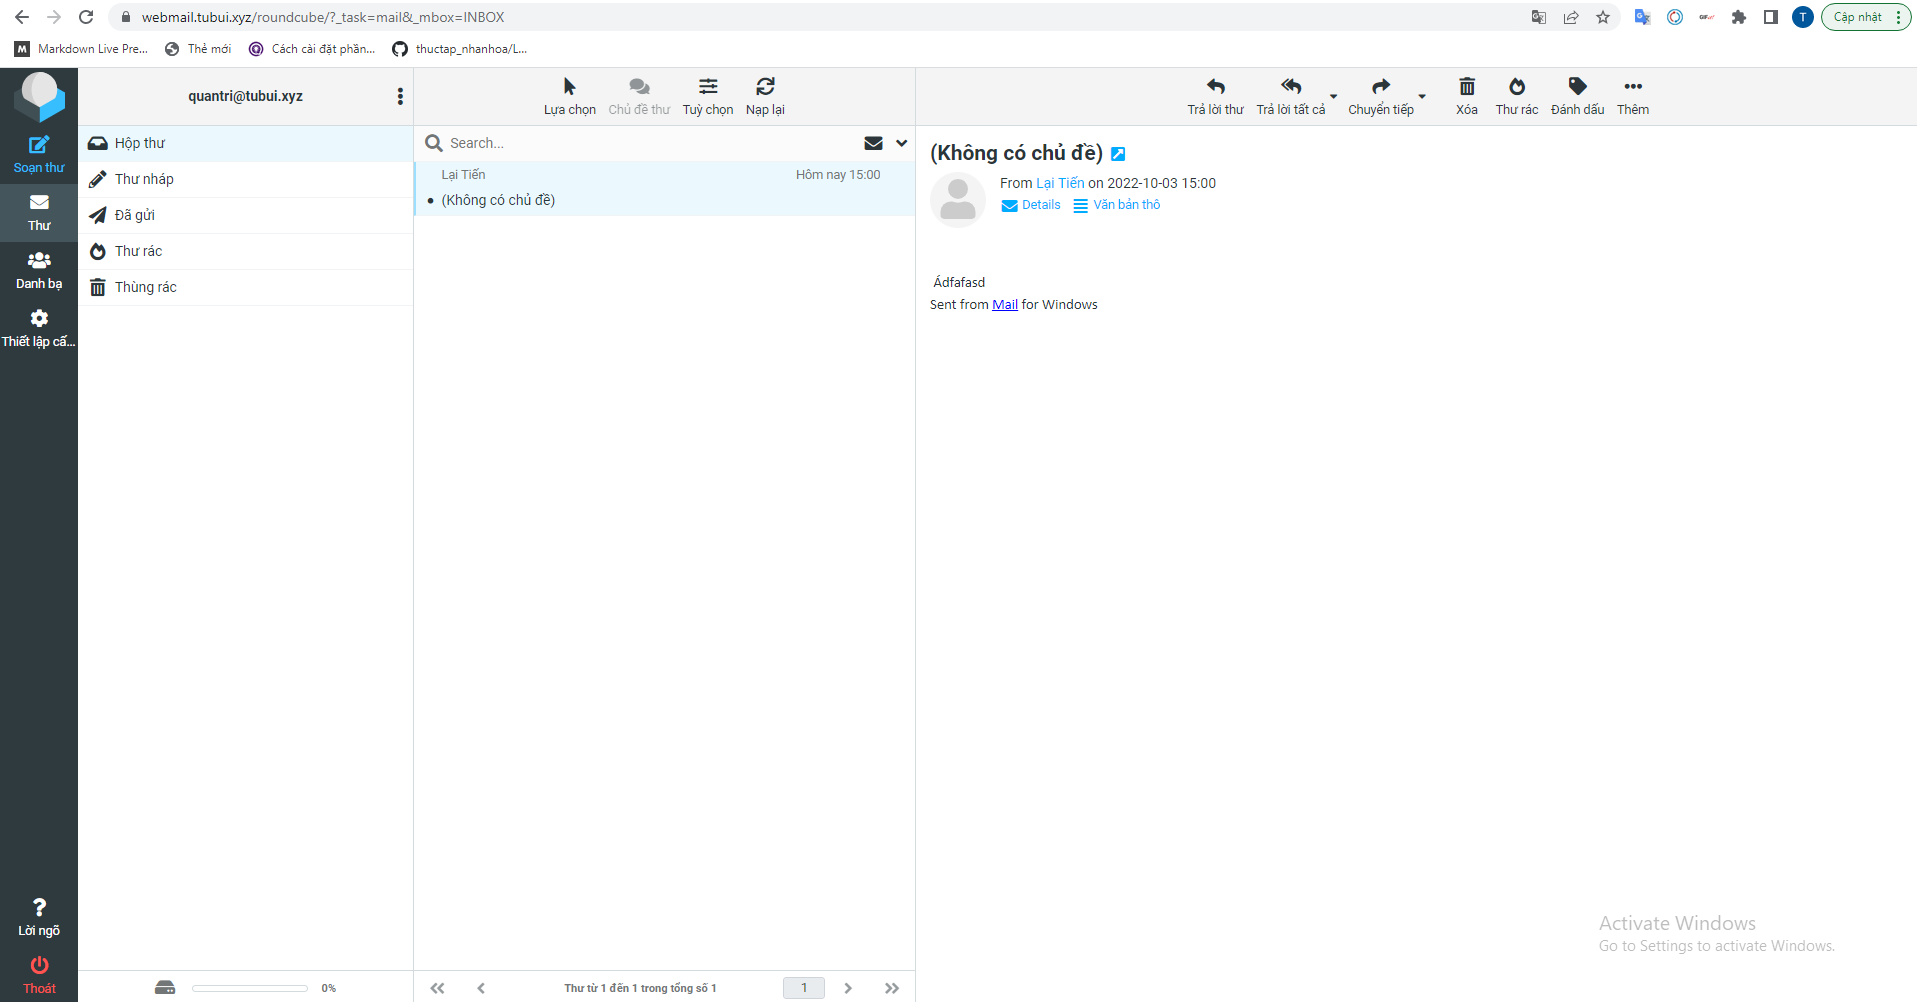 webmail.tubui.xyz/roundcube/?_task=mail&_mbox=INBOX
T
Cập nhật
M Markdown Live Pre...
Thẻ mới
Cách cài đặt phần...
thuctap_nhanhoa/L...
Soạn thư
Thư
Danh bạ
Thiết lập cấ...
Lời ngỏ
Thoát
quantri@tubui.xyz
Hộp thư
Thư nháp
Đã gửi
Thư rác
Thùng rác
0%
Lựa chọn
Chủ đề thư
Tuỳ chọn
Nạp lại
Search...
Lại Tiến
Hôm nay 15:00
(Không có chủ đề)
Thư từ 1 đến 1 trong tổng số 1
1
Trả lời thư
Trả lời tất cả
Chuyển tiếp
Xóa
Thư rác
Đánh dấu
Thêm
(Không có chủ đề)
From Lại Tiến on 2022-10-03 15:00
Details
Văn bản thô
Ádfafasd
Sent from Mail for Windows
Activate Windows
Go to Settings to activate Windows.